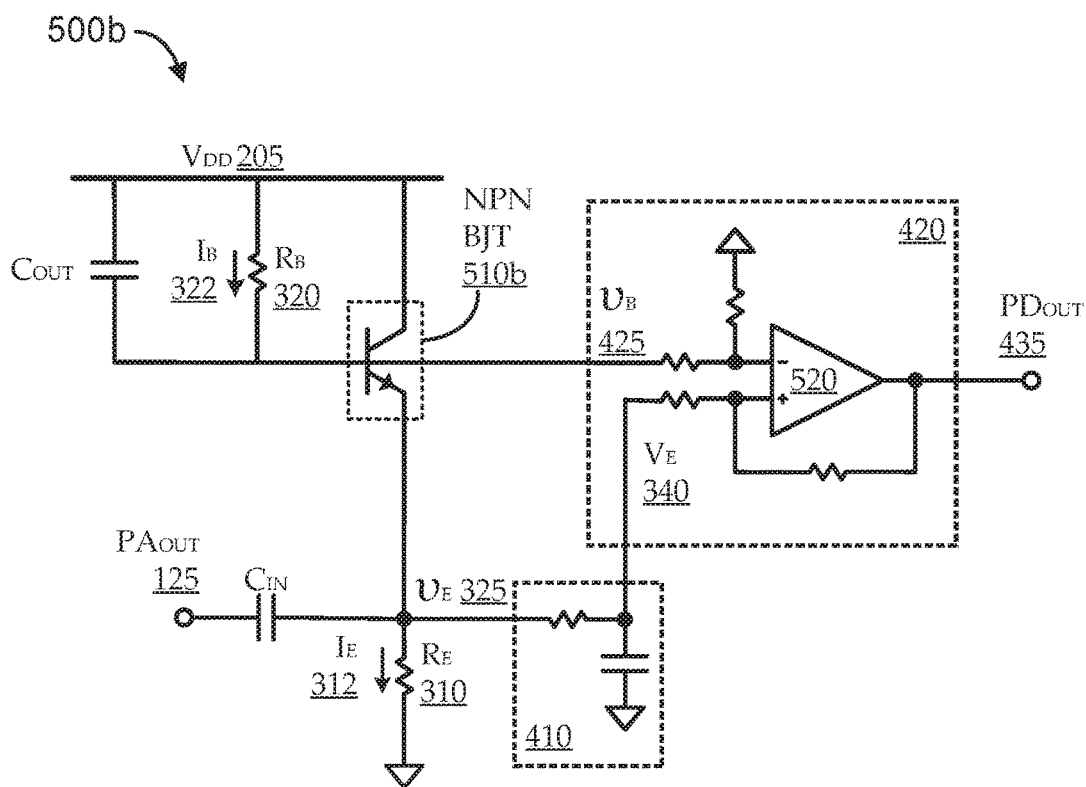 500b
VDD 205
NPN
BJT
510b
420
IB
322
RB
320
COUT
υB
425
PDOUT
435
-
520
+
VE
340
PAOUT
125
CIN
υE 325
IE
312
RE
310
410